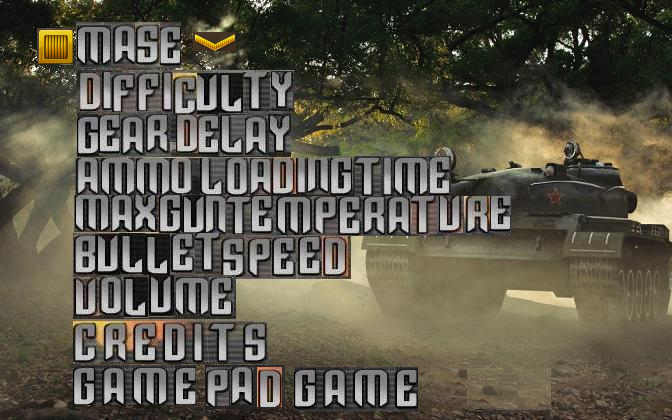 MASE
DIFFICULTY
GEAR DELAY
AMMO LOADINGTIME
MAXGUNTEMPERATURE
BULLETSPEED
VOLUME
CREDITS
GAME PAD GAME